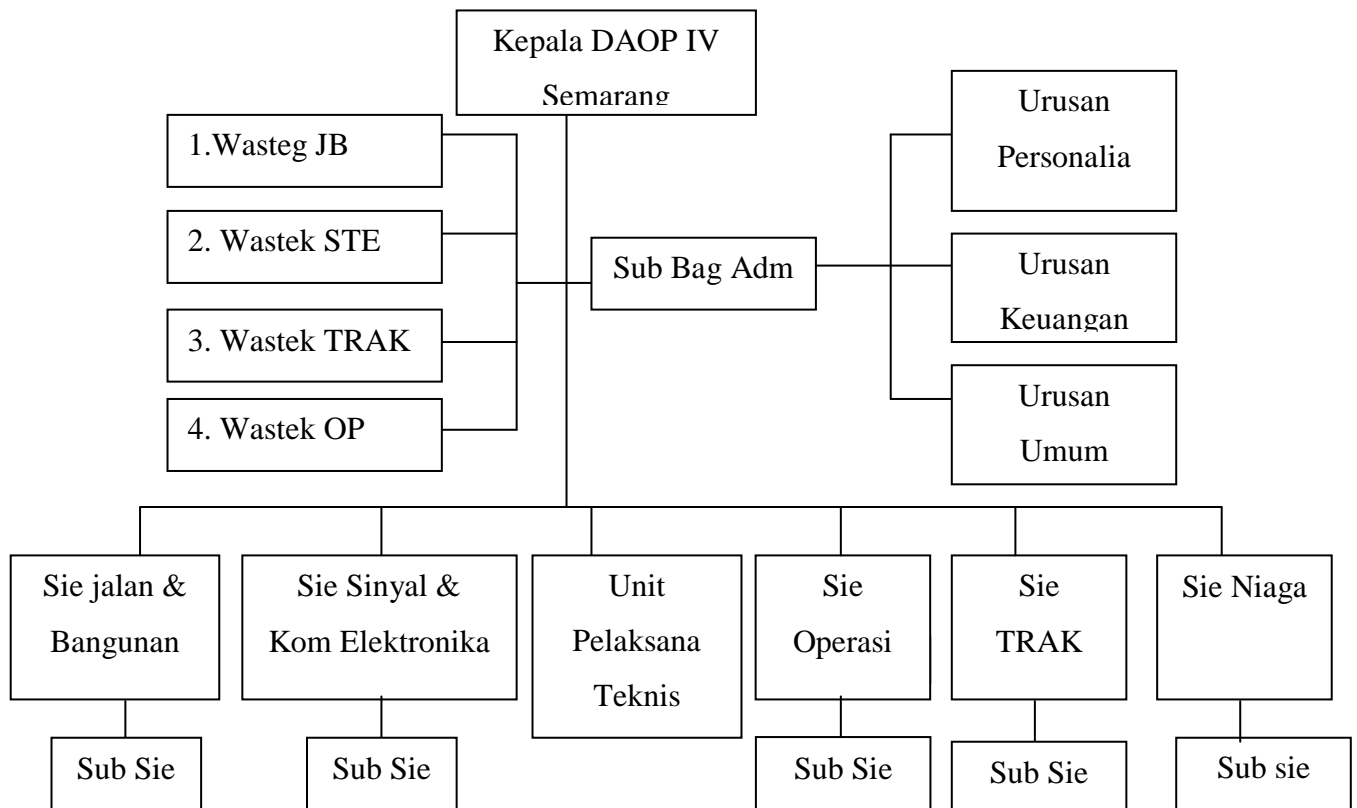 Kepala DAOP IV
Semarang
1.Wasteg JB
2. Wastek STE
3. Wastek TRAK
4. Wastek OP
Sub Bag Adm
Urusan
Personalia
Urusan
Keuangan
Urusan
Umum
Sie jalan &
Bangunan
Sie Sinyal &
Kom Elektronika
Unit
Pelaksana
Teknis
Sie
Operasi
Sie
TRAK
Sie Niaga
Sub Sie
Sub Sie
Sub Sie
Sub Sie
Sub sie